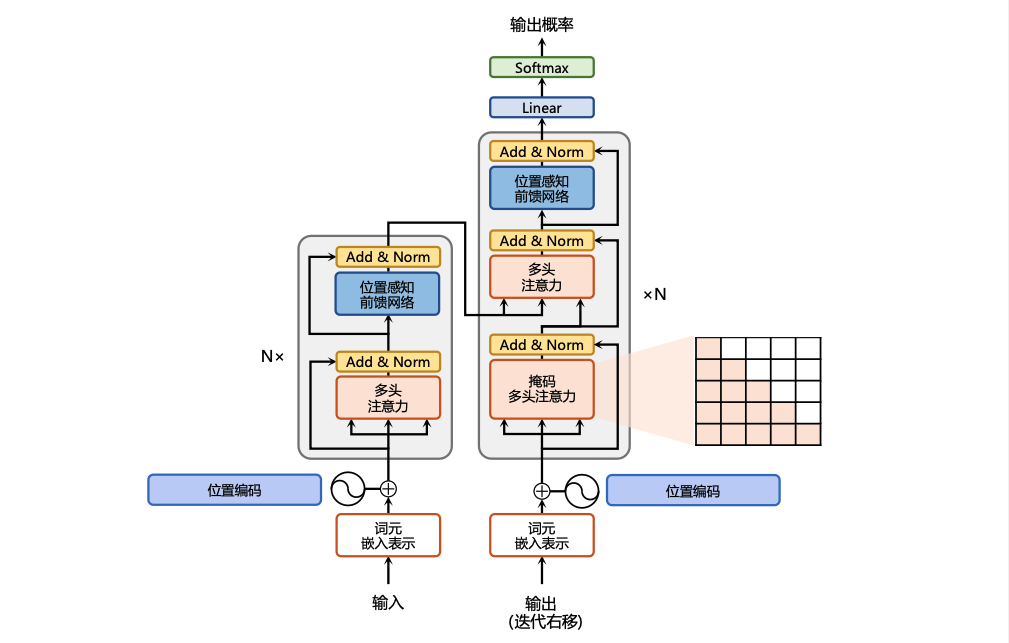 输出概率
Softmax
Linear
Add & Norm
位置感知
前馈网络
Add & Norm
多头
注意力
×N
Add & Norm
掩码
多头注意力
Add & Norm
位置感知
前馈网络
N×
Add & Norm
多头
注意力
位置编码
位置编码
词元
嵌入表示
词元
嵌入表示
输入
输出
(迭代右移)